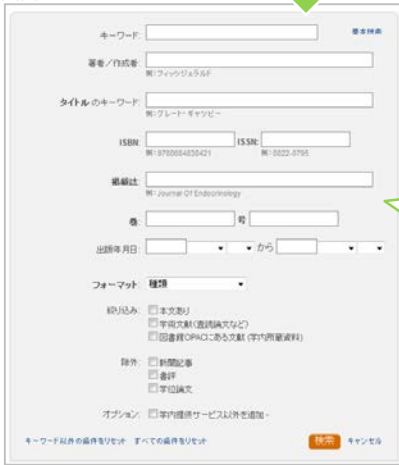 キーワード: 基本検索
著者／作成者:
例：フィッツジェラルド
タイトル のキーワード:
例：グレート・ギャツビー
ISBN: ISSN:
例：9780684830421 例：0022-0795
掲載誌:
例：Journal Of Endocrinology
巻: 号
出版年月日: から
フォーマット 種類
絞り込み: 本文あり
学術文献(査読論文など)
図書館OPACにある文献 (学内所蔵資料)
除外: 新聞記事
書評
学位論文
オプション: 学内提供サービス以外を追加 -
キーワード以外の条件をリセット すべての条件をリセット 検索 キャンセル